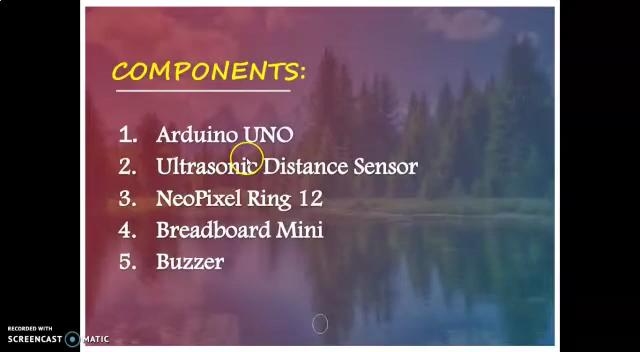 COMPONENTS:
1. Arduino UNO
2. Ultrasonic Distance Sensor
3. NeoPixel Ring 12
4. Breadboard Mini
5. Buzzer
RECORDED WITH
SCREENCAST MATIC